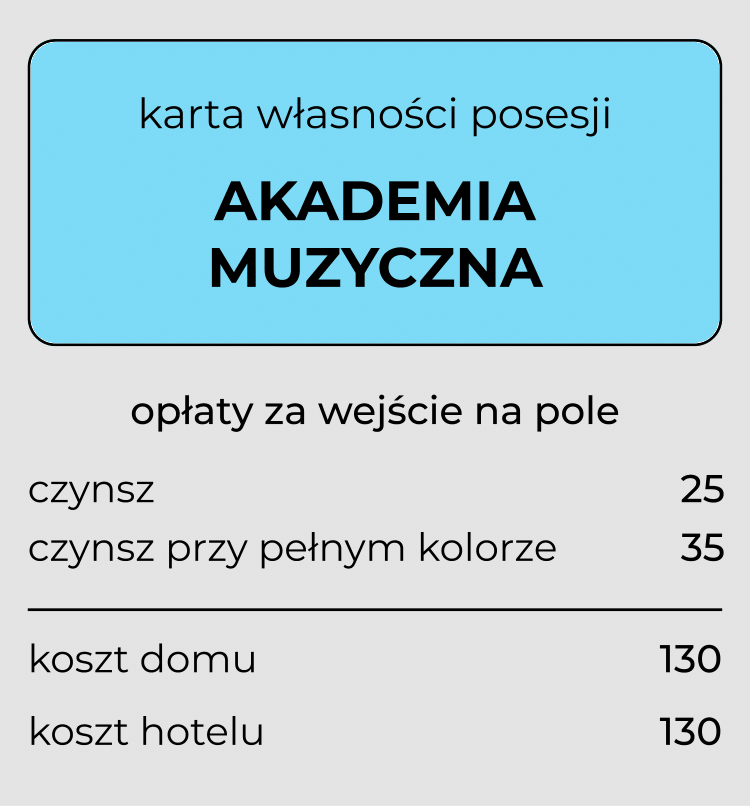 karta własności posesji
AKADEMIA
MUZYCZNA
opłaty za wejście na pole
czynsz 25
czynsz przy pełnym kolorze 35
koszt domu 130
koszt hotelu 130